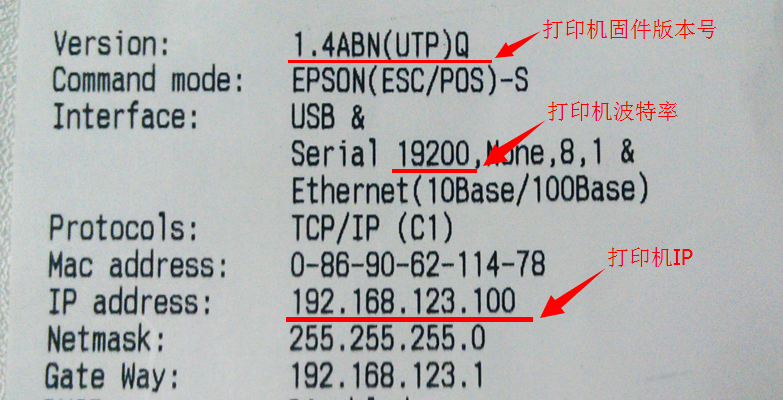 Version: 1.4ABN(UTP)Q
打印机固件版本号
Command mode: EPSON(ESC/POS)-S
Interface: USB &
打印机波特率
Serial 19200,None,8,1 &
Ethernet(10Base/100Base)
Protocols: TCP/IP (C1)
Mac address: 0-86-90-62-114-78
打印机IP
IP address: 192.168.123.100
Netmask: 255.255.255.0
Gate Way: 192.168.123.1